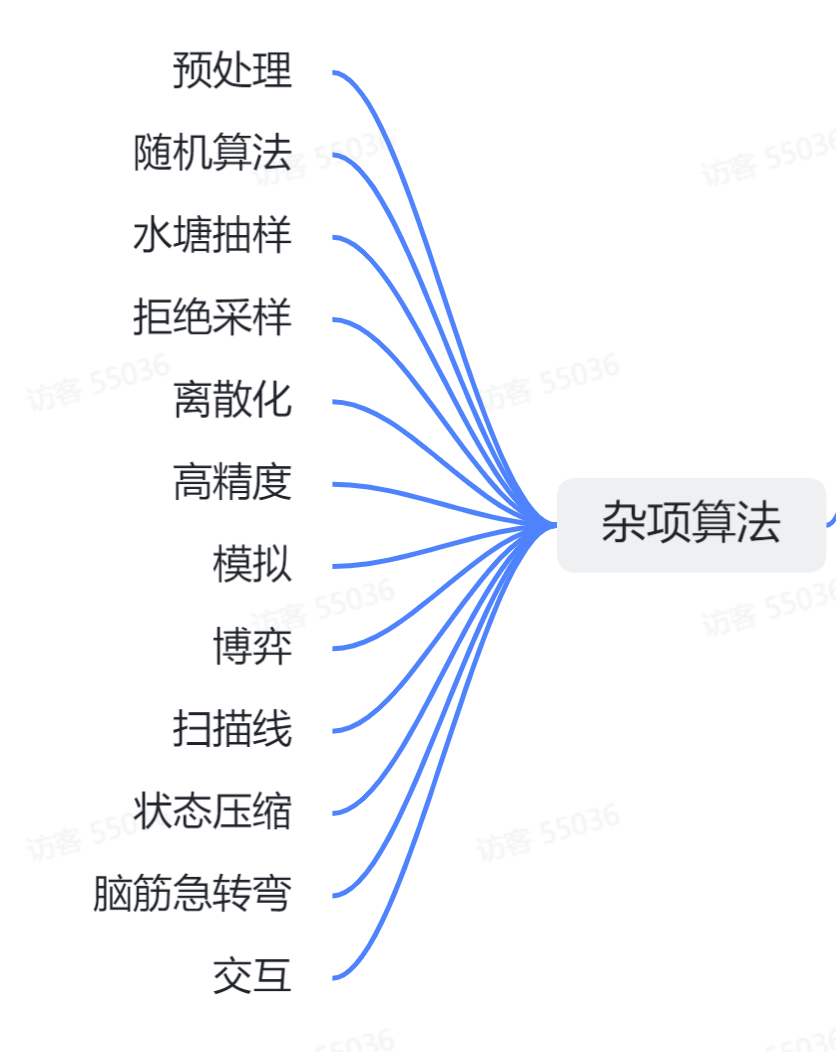 预处理
随机算法
水塘抽样
拒绝采样
离散化
高精度
杂项算法
模拟
博弈
扫描线
状态压缩
脑筋急转弯
交互
访客 55036
访客 55036
访客 55036
访客 55036
访客 55036
访客 55036
访客 55036
访客 55036
55036
55036